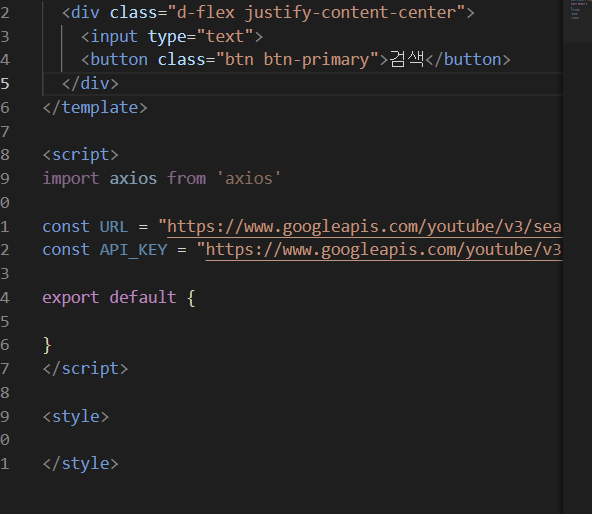 2 <div class="d-flex justify-content-center">
3 <input type="text">
4 <button class="btn btn-primary">검색</button>
5 </div>
6 </template>
7
8 <script>
9 import axios from 'axios'
0
1 const URL = "https://www.googleapis.com/youtube/v3/sea
2 const API_KEY = "https://www.googleapis.com/youtube/v3
3
4 export default {
5
6 }
7 </script>
8
9 <style>
0
1 </style>